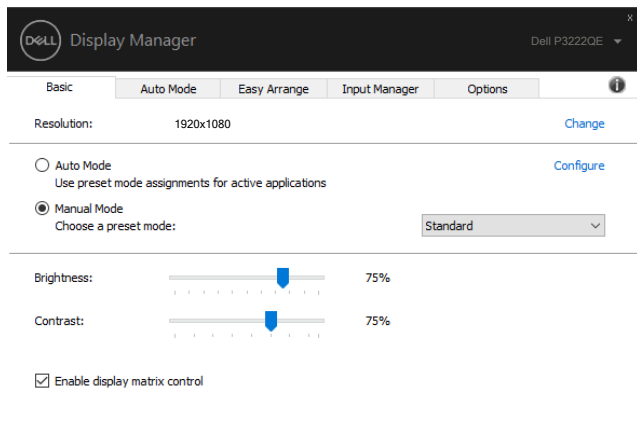 x
DELL Display Manager
Dell P3222QE
Basic Auto Mode Easy Arrange Input Manager Options i
Resolution: 1920x1080 Change
Auto Mode Configure
Use preset mode assignments for active applications
Manual Mode
Choose a preset mode: Standard
Brightness: 75%
Contrast: 75%
Enable display matrix control